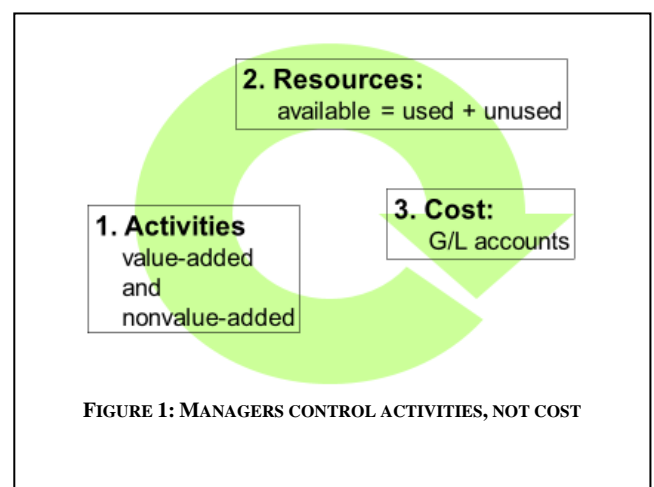 2. Resources:
available = used + unused
1. Activities
value-added
and
nonvalue-added
3. Cost:
G/L accounts
FIGURE 1: MANAGERS CONTROL ACTIVITIES, NOT COST